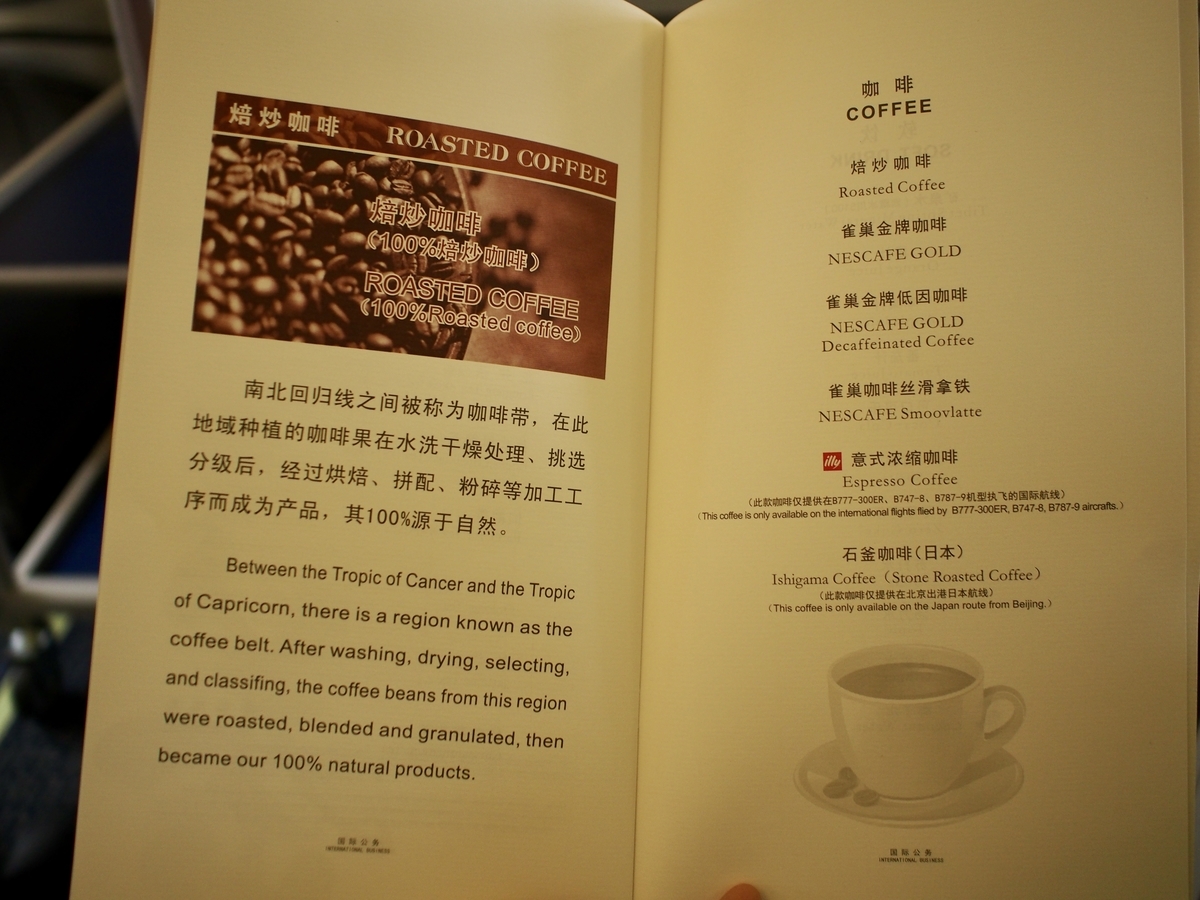 焙炒咖啡 ROASTED COFFEE
焙炒咖啡
（100%焙炒咖啡）
ROASTED COFFEE
（100%Roasted coffee）
南北回归线之间被称为咖啡带，在此
地域种植的咖啡果在水洗干燥处理、挑选
分级后，经过烘焙、拼配、粉碎等加工工
序而成为产品，其100%源于自然。
Between the Tropic of Cancer and the Tropic
of Capricorn, there is a region known as the
coffee belt. After washing, drying, selecting,
and classifing, the coffee beans from this region
were roasted, blended and granulated, then
became our 100% natural products.
国际公务
INTERNATIONAL BUSINESS
咖 啡
COFFEE
焙炒咖啡
Roasted Coffee
雀巢金牌咖啡
NESCAFE GOLD
雀巢金牌低因咖啡
NESCAFE GOLD
Decaffeinated Coffee
雀巢咖啡丝滑拿铁
NESCAFE Smoovlatte
illy 意式浓缩咖啡
Espresso Coffee
（此款咖啡仅提供在B777-300ER、B747-8、B787-9机型执飞的国际航线）
（This coffee is only available on the international flights flied by B777-300ER, B747-8, B787-9 aircrafts.）
石釜咖啡（日本）
Ishigama Coffee（Stone Roasted Coffee）
（此款咖啡仅提供在北京出港日本航线）
（This coffee is only available on the Japan route from Beijing.）
国际公务
INTERNATIONAL BUSINESS